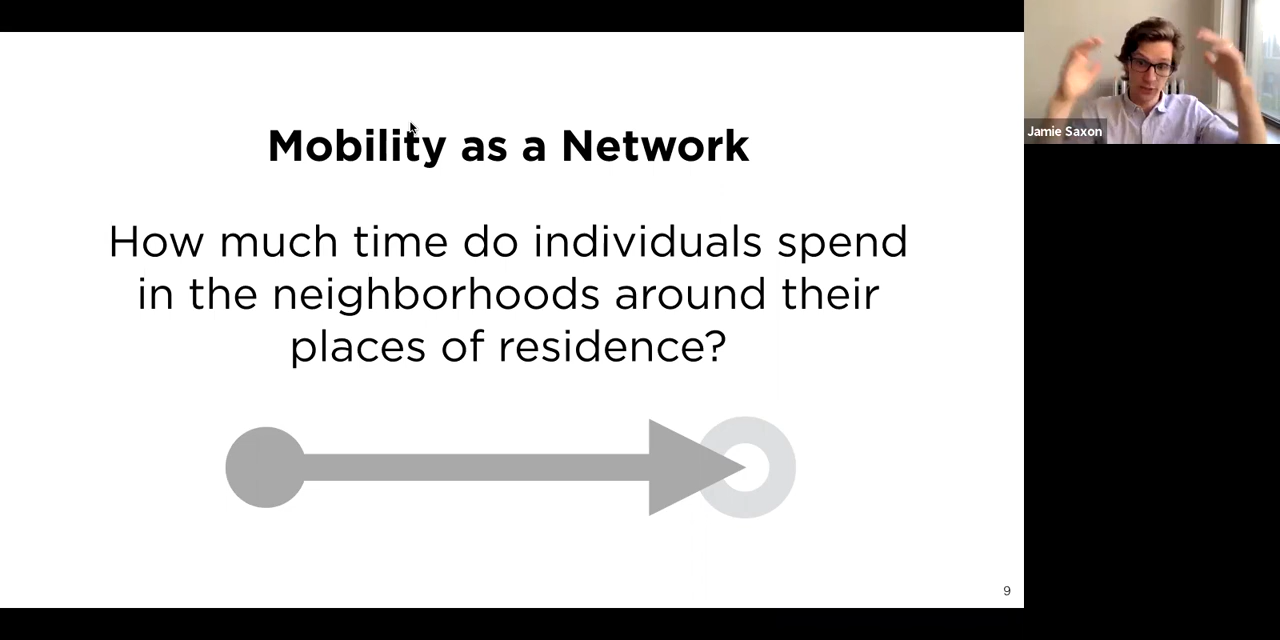 Mobility as a Network
How much time do individuals spend
in the neighborhoods around their
places of residence?
9
Jamie Saxon